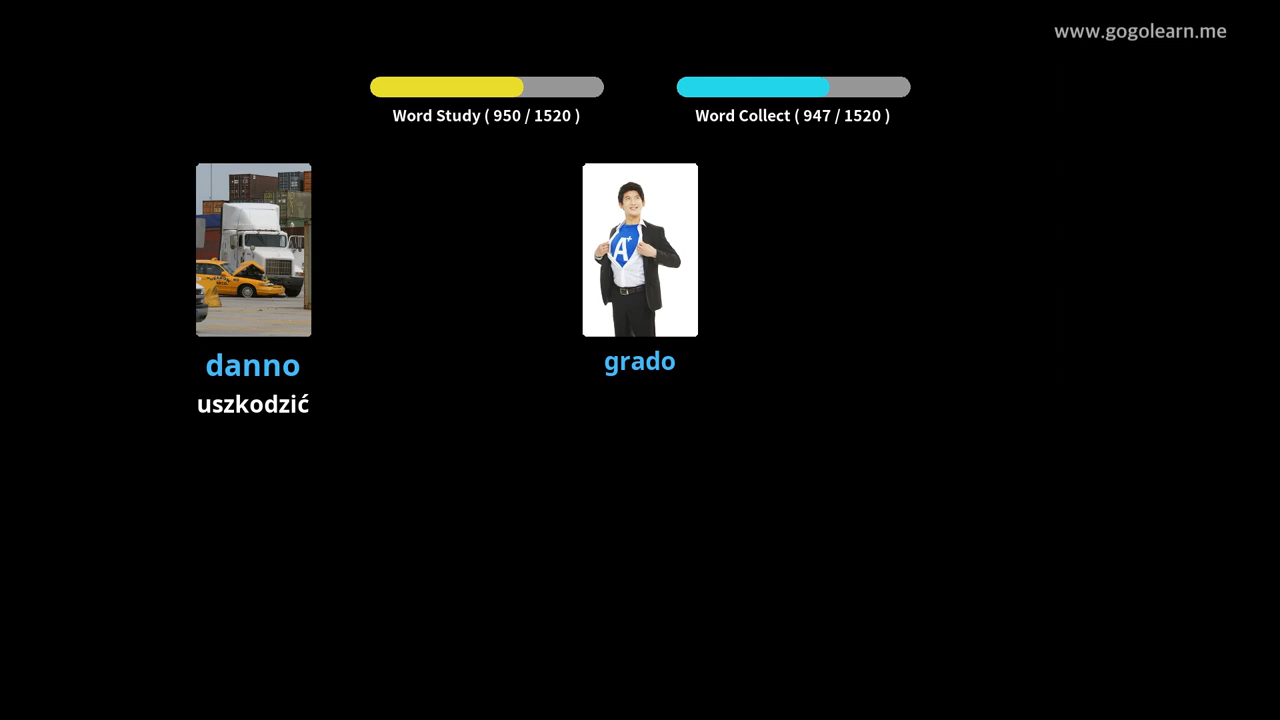 www.gogolearn.me
Word Study ( 950 / 1520 )
Word Collect ( 947 / 1520 )
A+
danno
grado
uszkodzić